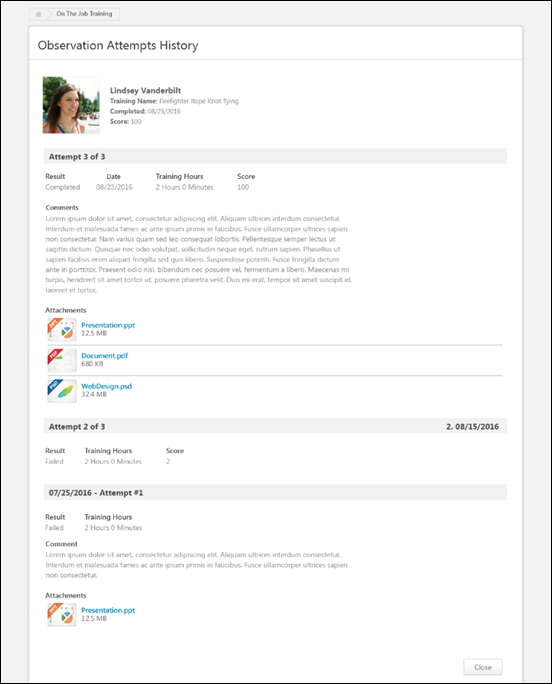 On The Job Training
Observation Attempts History
Lindsey Vanderbilt
Training Name: Firefighter Rope Knot Tying
Completed: 08/23/2016
Score: 100
Attempt 3 of 3
Result Date Training Hours Score
Completed 08/23/2016 2 Hours 0 Minutes 100
Comments
Lorem ipsum dolor sit amet, consectetur adipiscing elit. Aliquam ultrices interdum consectetur.
Interdum et malesuada fames ac ante ipsum primis in faucibus. Fusce ullamcorper ultrices sapien
non consectetur. Nam varius quam sed leo consequat lobortis. Pellentesque semper lectus ut
sagittis dictum. Quisque nec odio volutpat, sollicitudin neque eget, rutrum sapien. Phasellus ut
sapien facilisis enim aliquet fringilla sed quis libero. Suspendisse potenti. Fusce fringilla dictum
ante in porttitor. Praesent odio nisl, bibendum nec posuere vel, fermentum a libero. Maecenas mi
turpis, hendrerit sit amet tortor ut, posuere pharetra velit. Duis mi erat, tempor sit amet suscipit id,
laoreet et tortor.
Attachments
PPT
Presentation.ppt
12.5 MB
PDF
Document.pdf
680 KB
PSD
WebDesign.psd
32.4 MB
Attempt 2 of 3 2. 08/15/2016
Result Training Hours Score
Failed 2 Hours 0 Minutes 2
07/25/2016 - Attempt #1
Result Training Hours
Failed 2 Hours 0 Minutes
Comment
Lorem ipsum dolor sit amet, consectetur adipiscing elit. Aliquam ultrices interdum consectetur.
Interdum et malesuada fames ac ante ipsum primis in faucibus. Fusce ullamcorper ultrices sapien
non consectetur.
Attachments
PPT
Presentation.ppt
12.5 MB
Close